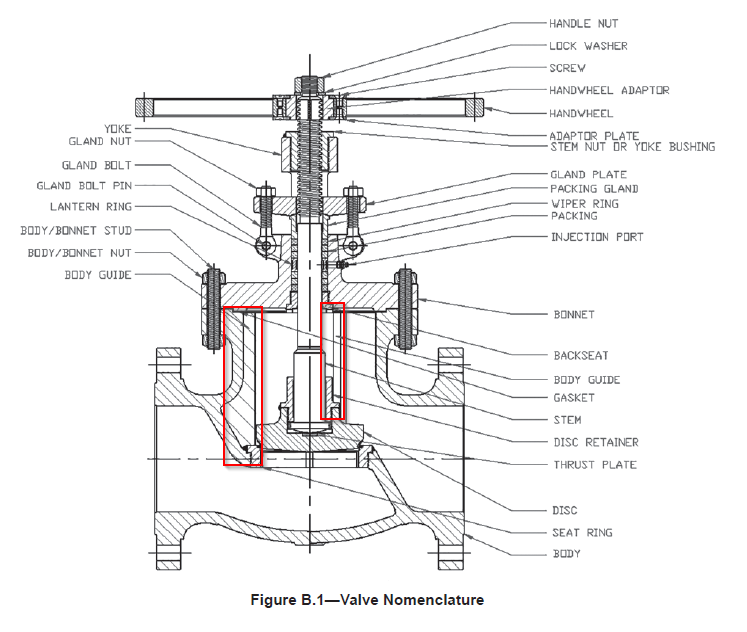 HANDLE NUT
LOCK WASHER
SCREW
HANDWHEEL ADAPTOR
HANDWHEEL
ADAPTOR PLATE
STEM NUT OR YOKE BUSHING
YOKE
GLAND NUT
GLAND BOLT
GLAND BOLT PIN
LANTERN RING
BODY/BONNET STUD
BODY/BONNET NUT
BODY GUIDE
GLAND PLATE
PACKING GLAND
WIPER RING
PACKING
INJECTION PORT
BONNET
BACKSEAT
BODY GUIDE
GASKET
STEM
DISC RETAINER
THRUST PLATE
DISC
SEAT RING
BODY
Figure B.1—Valve Nomenclature